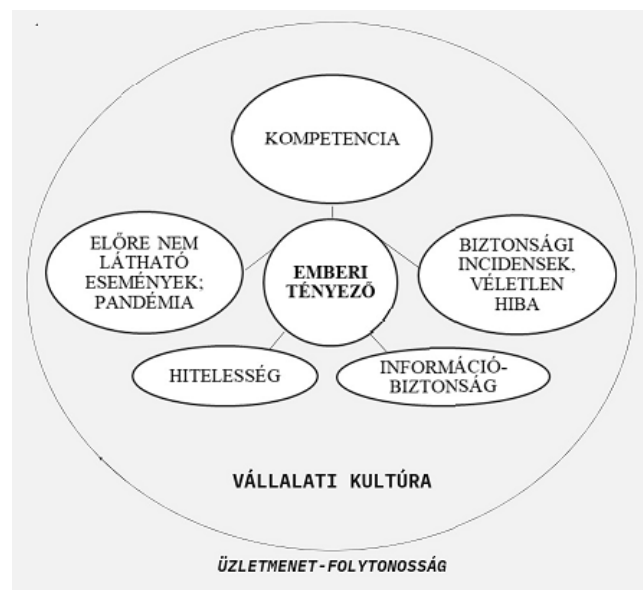 KOMPETENCIA
ELŐRE NEM
LÁTHATÓ
ESEMÉNYEK;
PANDÉMIA
EMBERI
TÉNYEZŐ
BIZTONSÁGI
INCIDENSEK,
VÉLETLEN
HIBA
HITELESSÉG
INFORMÁCIÓ-
BIZTONSÁG
VÁLLALATI KULTÚRA
ÜZLETMENET-FOLYTONOSSÁG